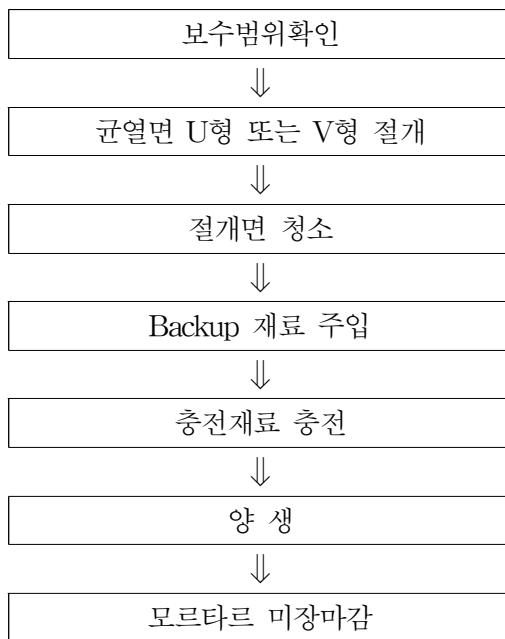 보수범위확인
⇓
균열면 U형 또는 V형 절개
⇓
절개면 청소
⇓
Backup 재료 주입
⇓
충전재료 충전
⇓
양 생
⇓
모르타르 미장마감